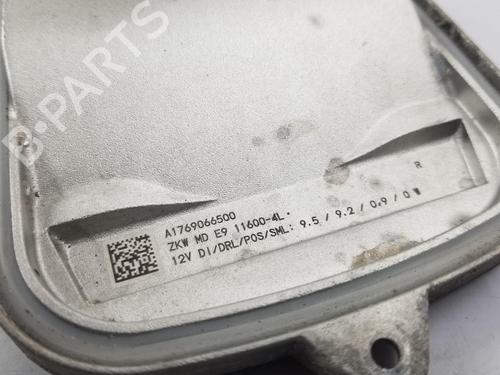 B-PARTS
R
A1769066500
ZKW MD E9 11600-4L.
12V DI/DRL/POS/SML: 9.5 / 9.2 / 0.9 / 0 W